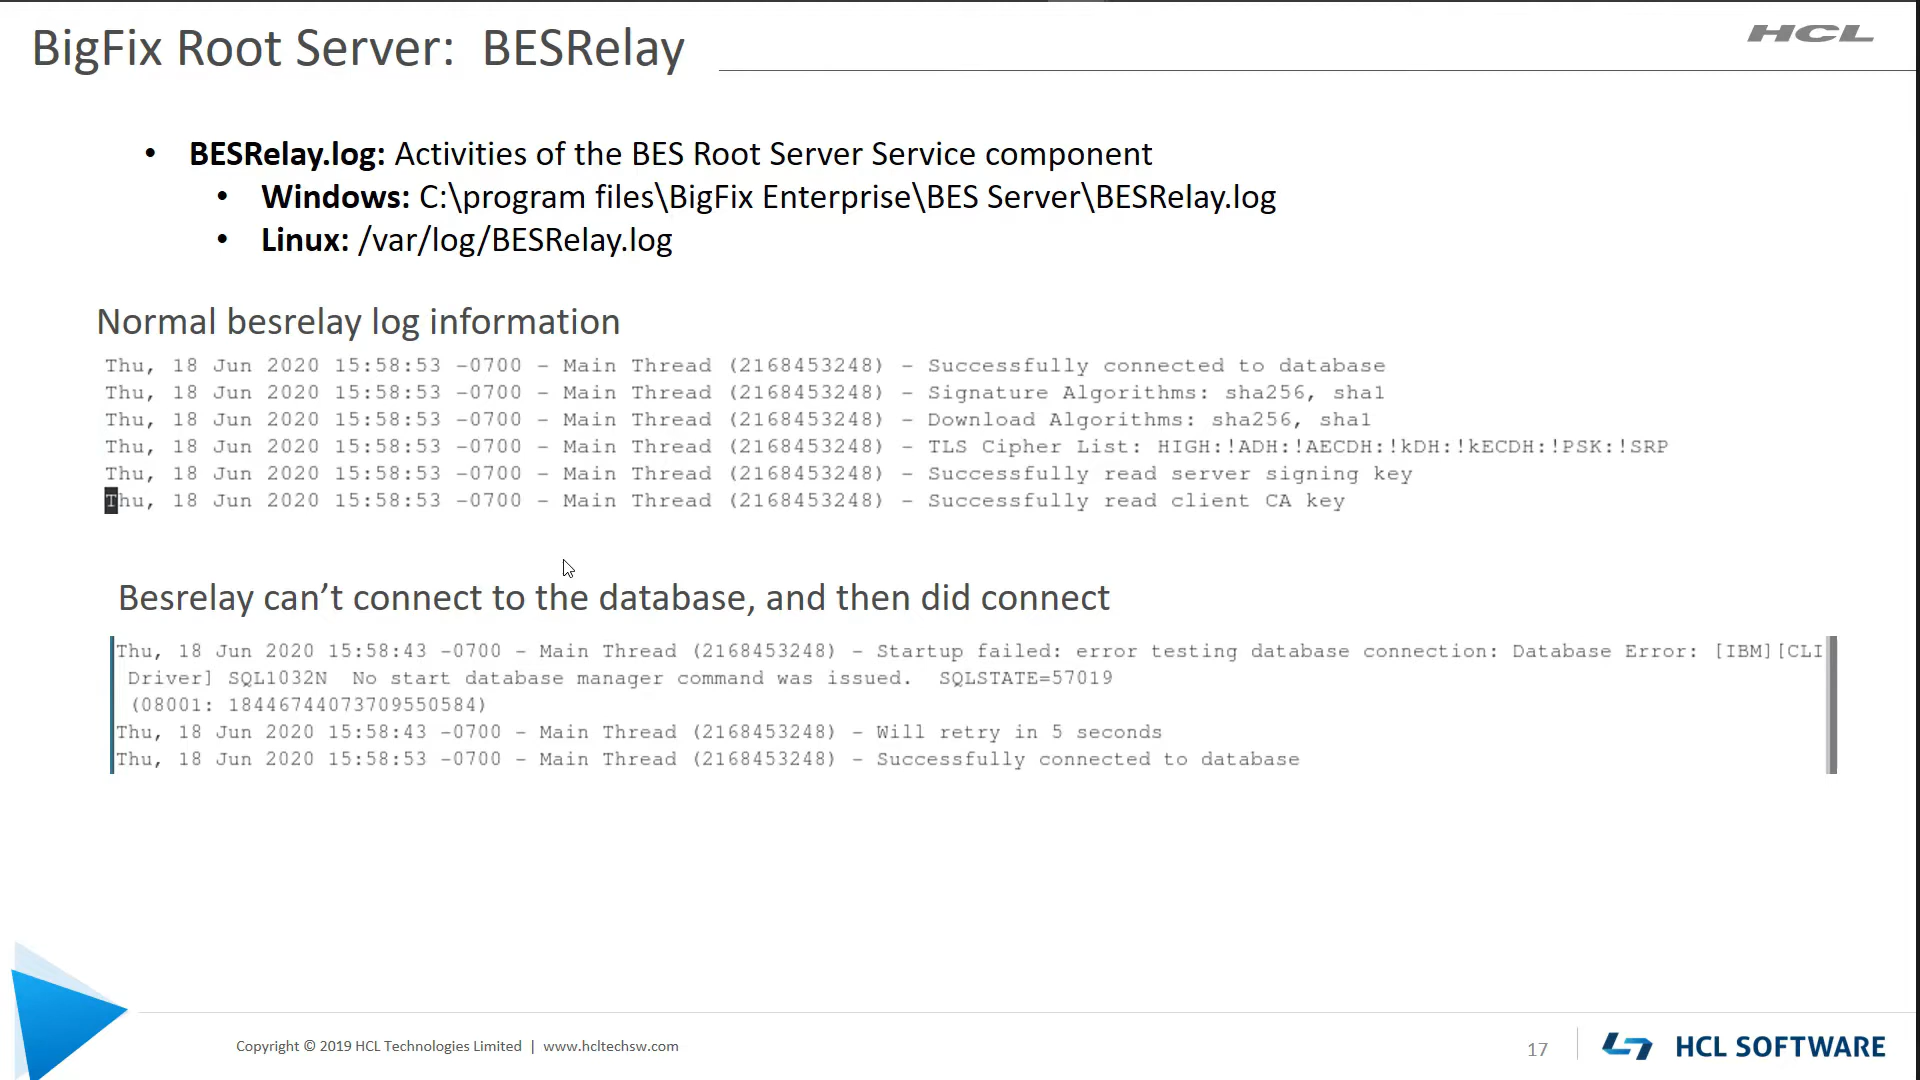 BigFix Root Server: BESRelay
HCL
• BESRelay.log: Activities of the BES Root Server Service component
• Windows: C:\program files\BigFix Enterprise\BES Server\BESRelay.log
• Linux: /var/log/BESRelay.log
Normal besrelay log information
Thu, 18 Jun 2020 15:58:53 -0700 - Main Thread (2168453248) - Successfully connected to database
Thu, 18 Jun 2020 15:58:53 -0700 - Main Thread (2168453248) - Signature Algorithms: sha256, sha1
Thu, 18 Jun 2020 15:58:53 -0700 - Main Thread (2168453248) - Download Algorithms: sha256, sha1
Thu, 18 Jun 2020 15:58:53 -0700 - Main Thread (2168453248) - TLS Cipher List: HIGH:!ADH:!AECDH:!kDH:!kECDH:!PSK:!SRP
Thu, 18 Jun 2020 15:58:53 -0700 - Main Thread (2168453248) - Successfully read server signing key
Thu, 18 Jun 2020 15:58:53 -0700 - Main Thread (2168453248) - Successfully read client CA key
Besrelay can’t connect to the database, and then did connect
Thu, 18 Jun 2020 15:58:43 -0700 - Main Thread (2168453248) - Startup failed: error testing database connection: Database Error: [IBM][CLI
Driver] SQL1032N No start database manager command was issued. SQLSTATE=57019
(08001: 18446744073709550584)
Thu, 18 Jun 2020 15:58:43 -0700 - Main Thread (2168453248) - Will retry in 5 seconds
Thu, 18 Jun 2020 15:58:53 -0700 - Main Thread (2168453248) - Successfully connected to database
Copyright © 2019 HCL Technologies Limited | www.hcltechsw.com
17
HCL SOFTWARE